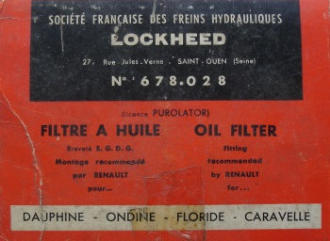 SOCIÉTÉ FRANÇAISE DES FREINS HYDRAULIQUES
LOCKHEED
27, Rue Jules-Verne - SAINT-OUEN (Seine)
N° 678.028
(licence PUROLATOR)
FILTRE A HUILE OIL FILTER
Breveté S. G. D. G. fitting
Montage recommandé recommended
par RENAULT by RENAULT
pour... for...
DAUPHINE - ONDINE - FLORIDE - CARAVELLE